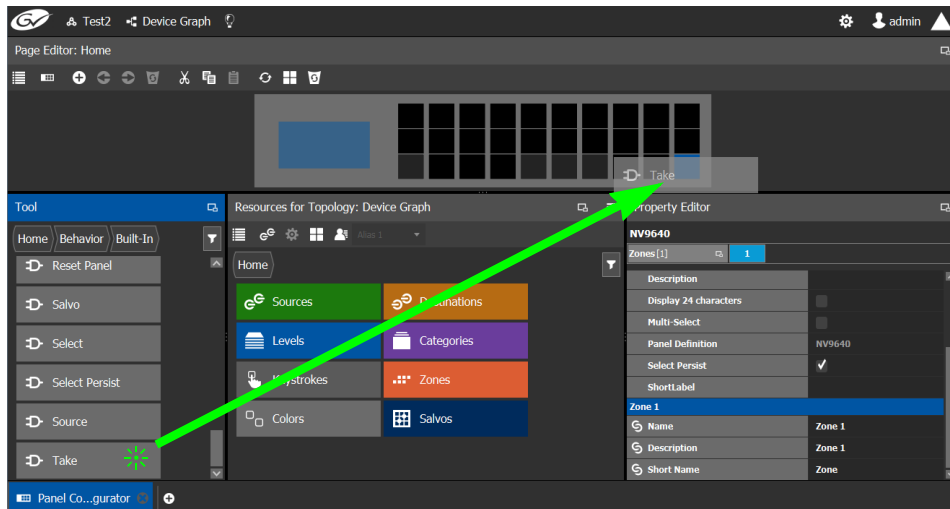 GV Test2 Device Graph admin
Page Editor: Home
Take
Tool
Home Behavior Built-In
Reset Panel
Salvo
Select
Select Persist
Source
Take
Resources for Topology: Device Graph
Alias 1
Home
Sources
Destinations
Levels
Categories
Keystrokes
Zones
Colors
Salvos
Property Editor
NV9640
Zones [1] 1
Description
Display 24 characters
Multi-Select
Panel Definition NV9640
Select Persist
ShortLabel
Zone 1
Name Zone 1
Description Zone 1
Short Name Zone
Panel Co...gurator